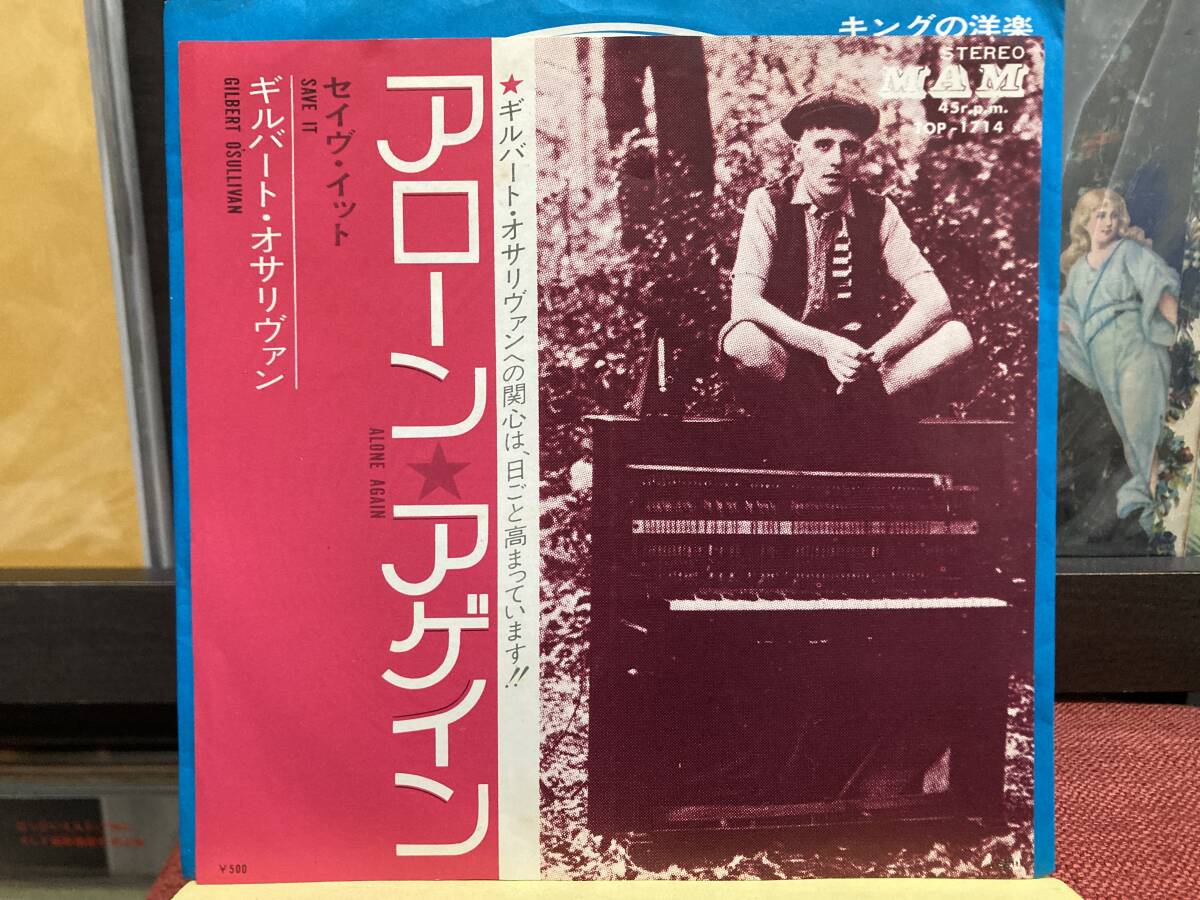 キングの洋楽
STEREO
MAM
45r.p.m.
TOP-1714
★ギルバート・オサリヴァンへの関心は、日ごと高まっています!!
アローン★アゲイン
ALONE AGAIN
セイヴ・イット
SAVE IT
ギルバート・オサリヴァン
GILBERT O'SULLIVAN
¥500